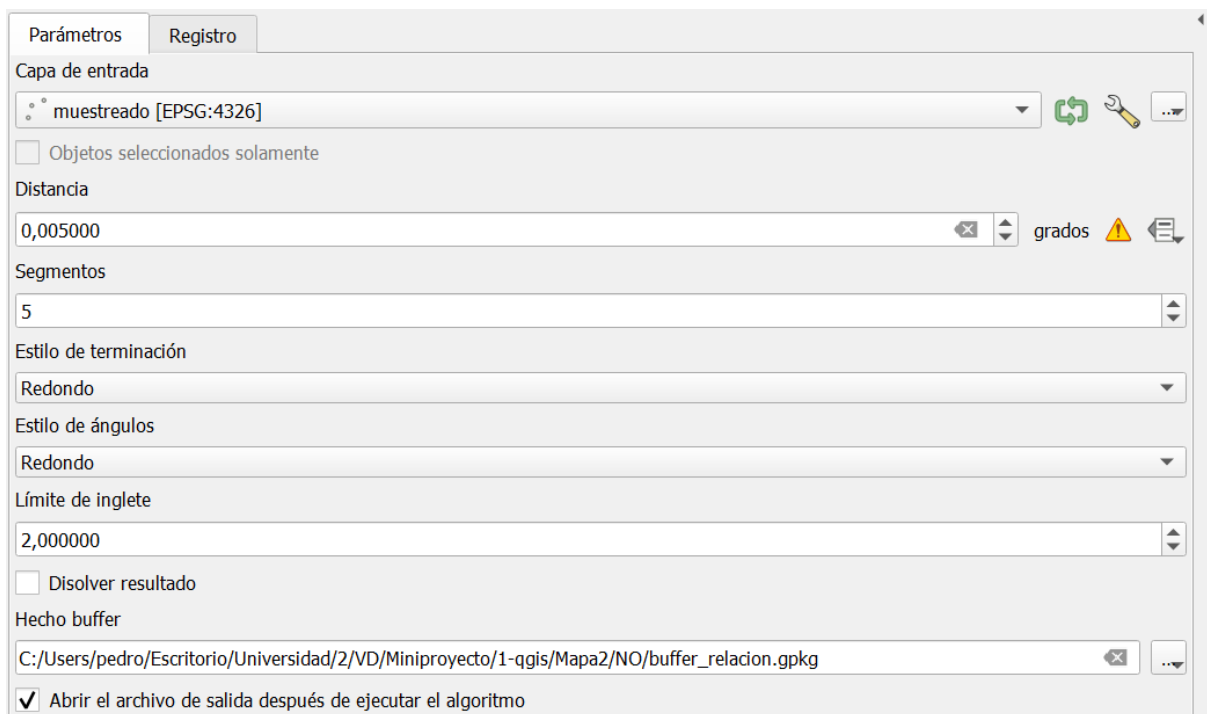 Parámetros Registro
Capa de entrada
muestreado [EPSG:4326]
...
Objetos seleccionados solamente
Distancia
0,005000 grados
Segmentos
5
Estilo de terminación
Redondo
Estilo de ángulos
Redondo
Límite de inglete
2,000000
Disolver resultado
Hecho buffer
C:/Users/pedro/Escritorio/Universidad/2/VD/Miniproyecto/1-qgis/Mapa2/NO/buffer_relacion.gpkg ...
Abrir el archivo de salida después de ejecutar el algoritmo